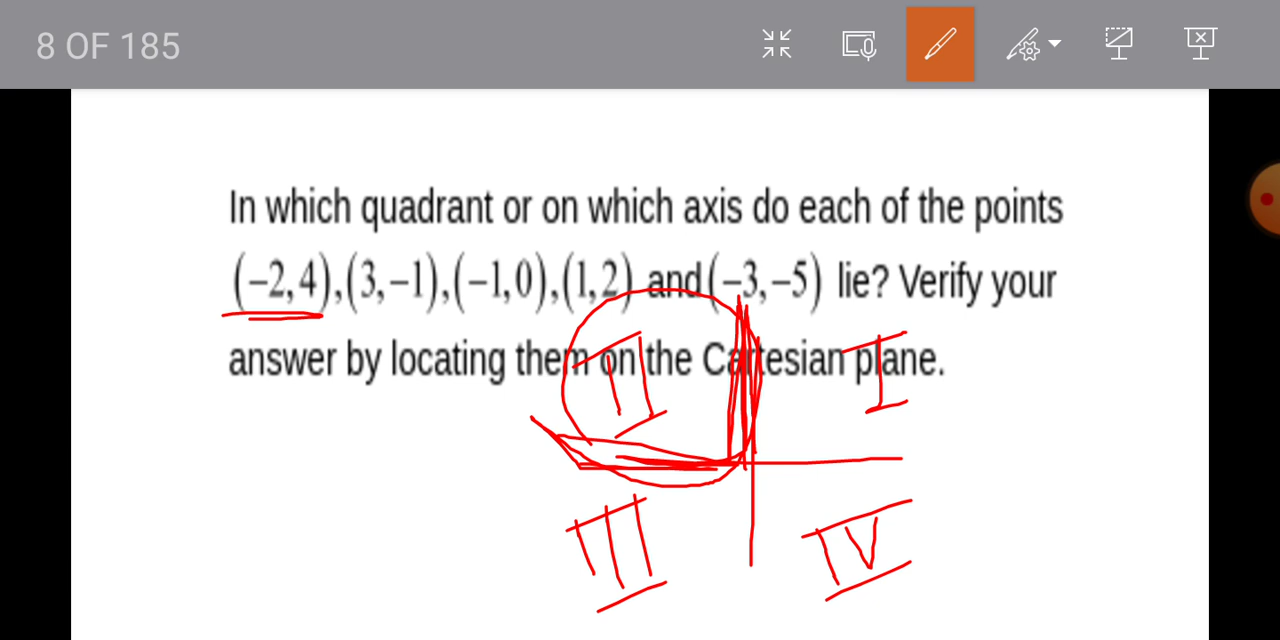 8 OF 185
In which quadrant or on which axis do each of the points
(–2,4),(3,–1),(–1,0),(1,2) and(–3,–5) lie? Verify your
answer by locating them on the Cartesian plane.
II I
III IV